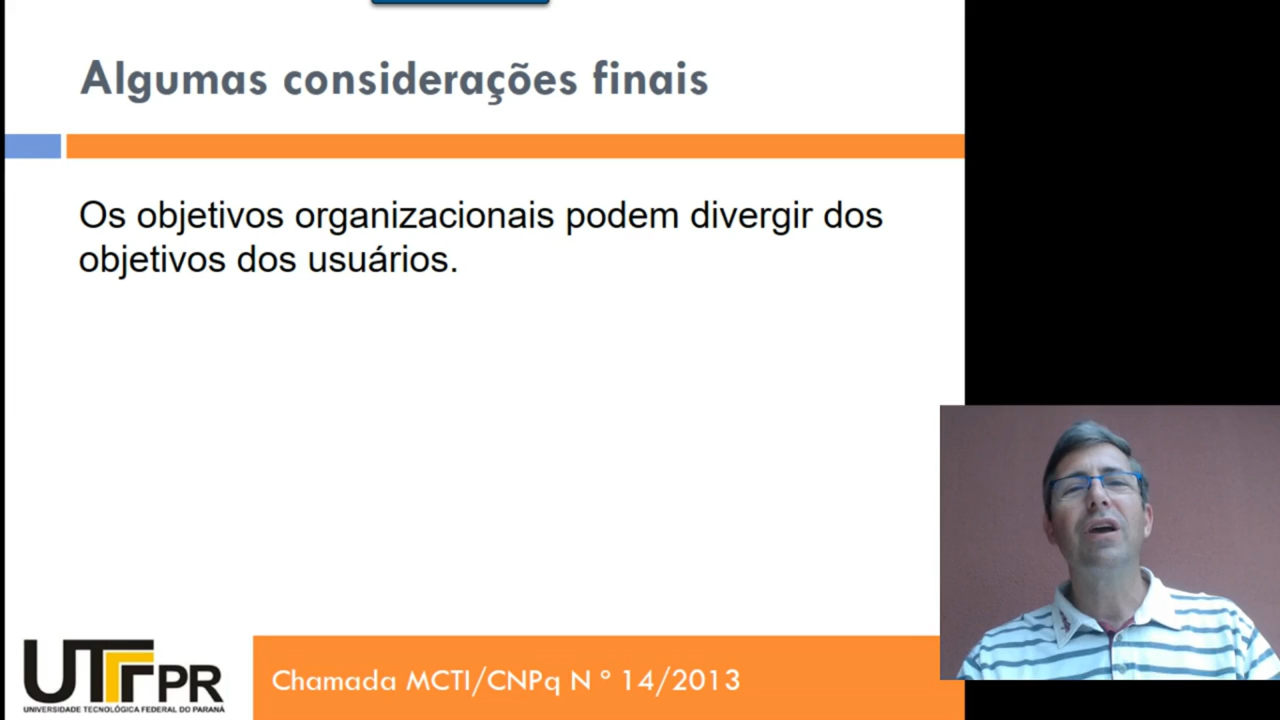 Algumas considerações finais
Os objetivos organizacionais podem divergir dos
objetivos dos usuários.
UTFPR
UNIVERSIDADE TECNOLÓGICA FEDERAL DO PARANÁ
Chamada MCTI/CNPq N º 14/2013